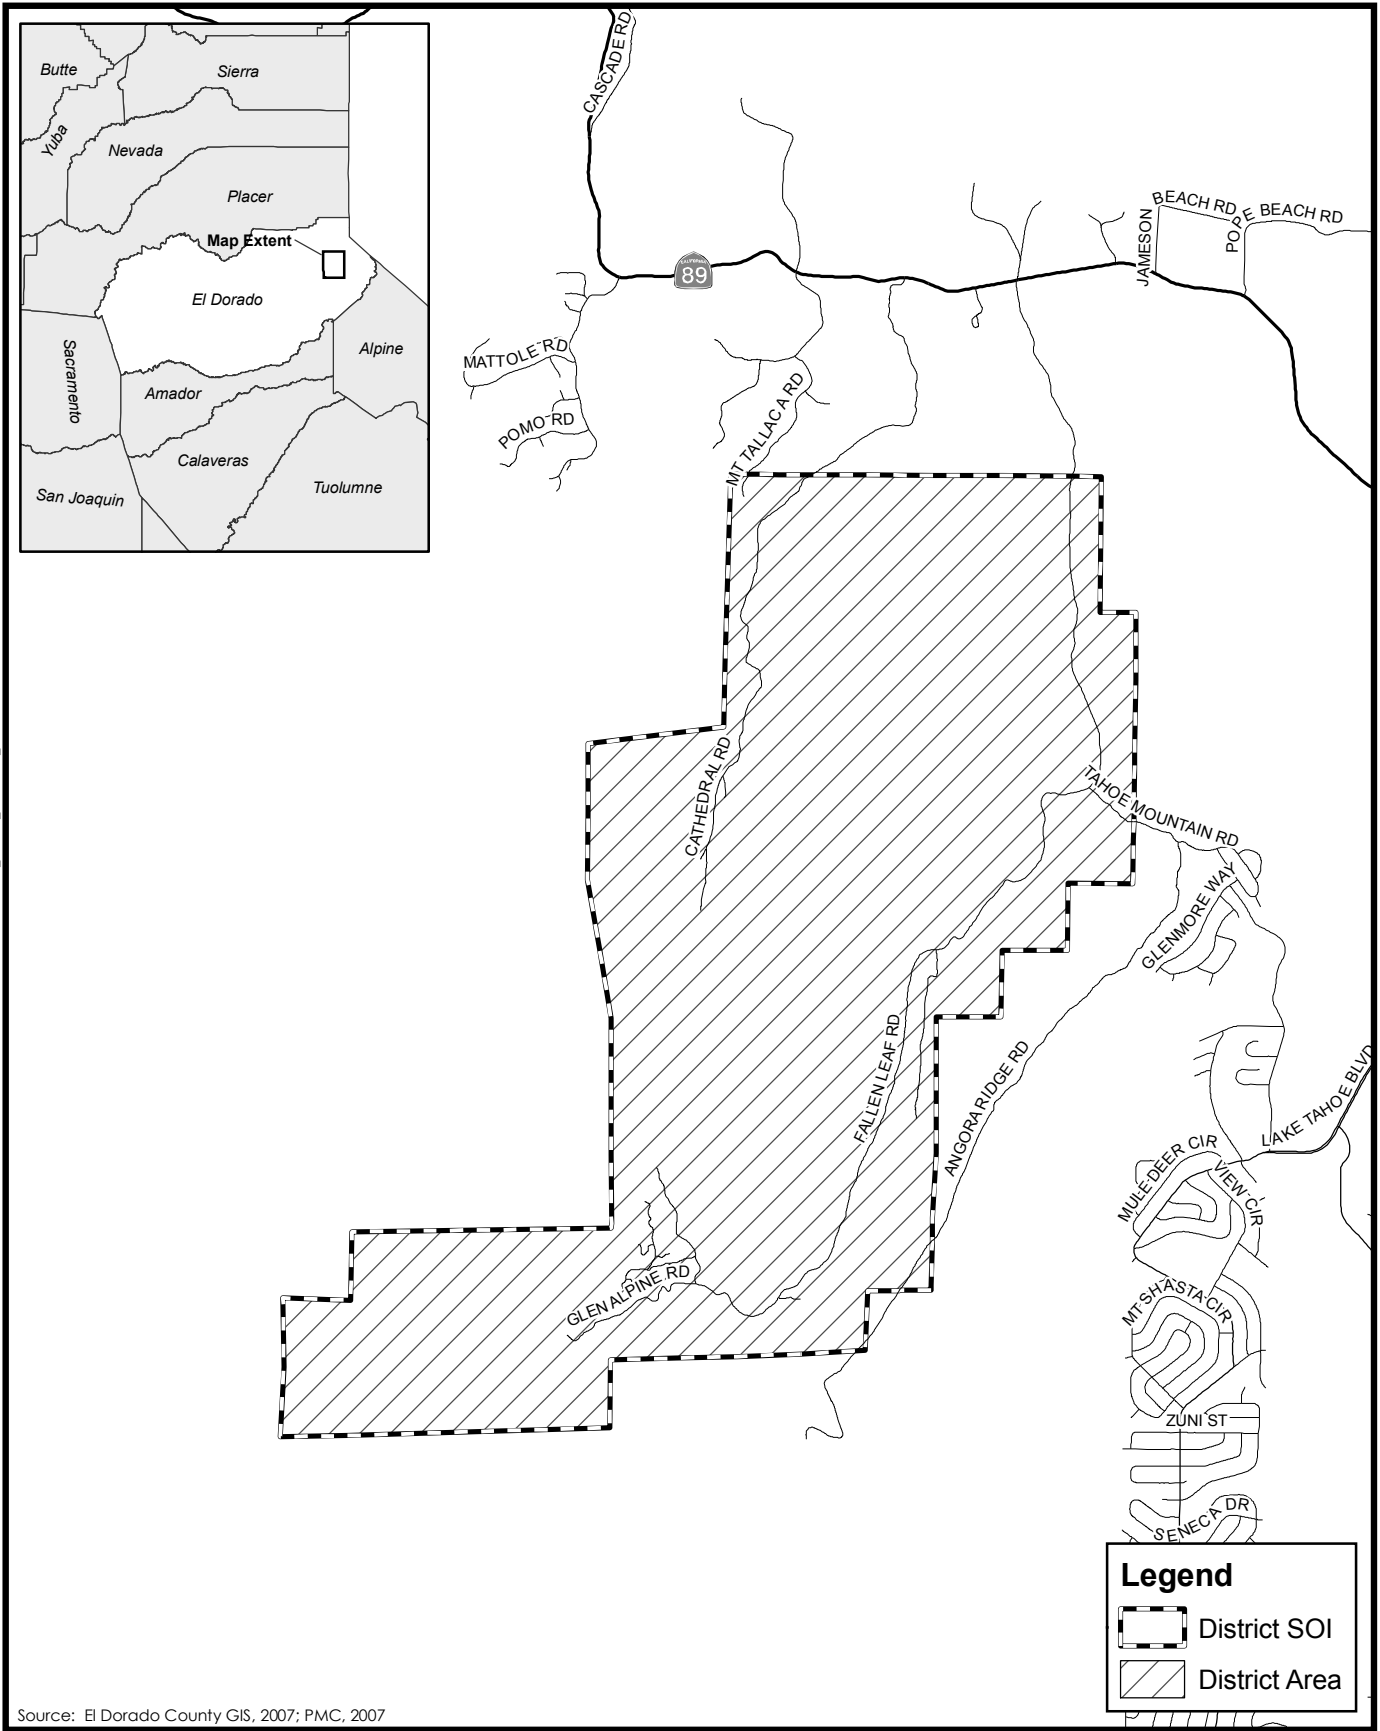 Butte
Sierra
Yuba
Nevada
Placer
Map Extent
El Dorado
Sacramento
Alpine
Amador
Calaveras
San Joaquin
Tuolumne
CASCADE RD
CALIFORNIA
89
JAMESON
BEACH RD
POPE BEACH RD
MATTOLE RD
POMO RD
MT TALLACA RD
CATHEDRAL RD
TAHOE MOUNTAIN RD
GLENMORE WAY
FALLEN LEAF RD
ANGORA RIDGE RD
LAKE TAHOE BLVD
MULE DEER CIR
VIEW CIR
GLEN ALPINE RD
MT SHASTA CIR
ZUNI ST
SENECA DR
Legend
District SOI
District Area
Source: El Dorado County GIS, 2007; PMC, 2007